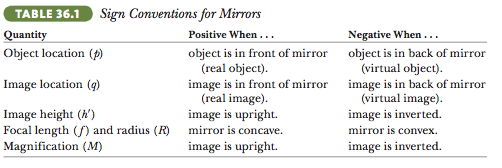 TABLE 36.1 Sign Conventions for Mirrors
Quantity Positive When . . . Negative When . . .
Object location (p) object is in front of mirror object is in back of mirror
(real object). (virtual object).
Image location (q) image is in front of mirror image is in back of mirror
(real image). (virtual image).
Image height (h′) image is upright. image is inverted.
Focal length (f) and radius (R) mirror is concave. mirror is convex.
Magnification (M) image is upright. image is inverted.